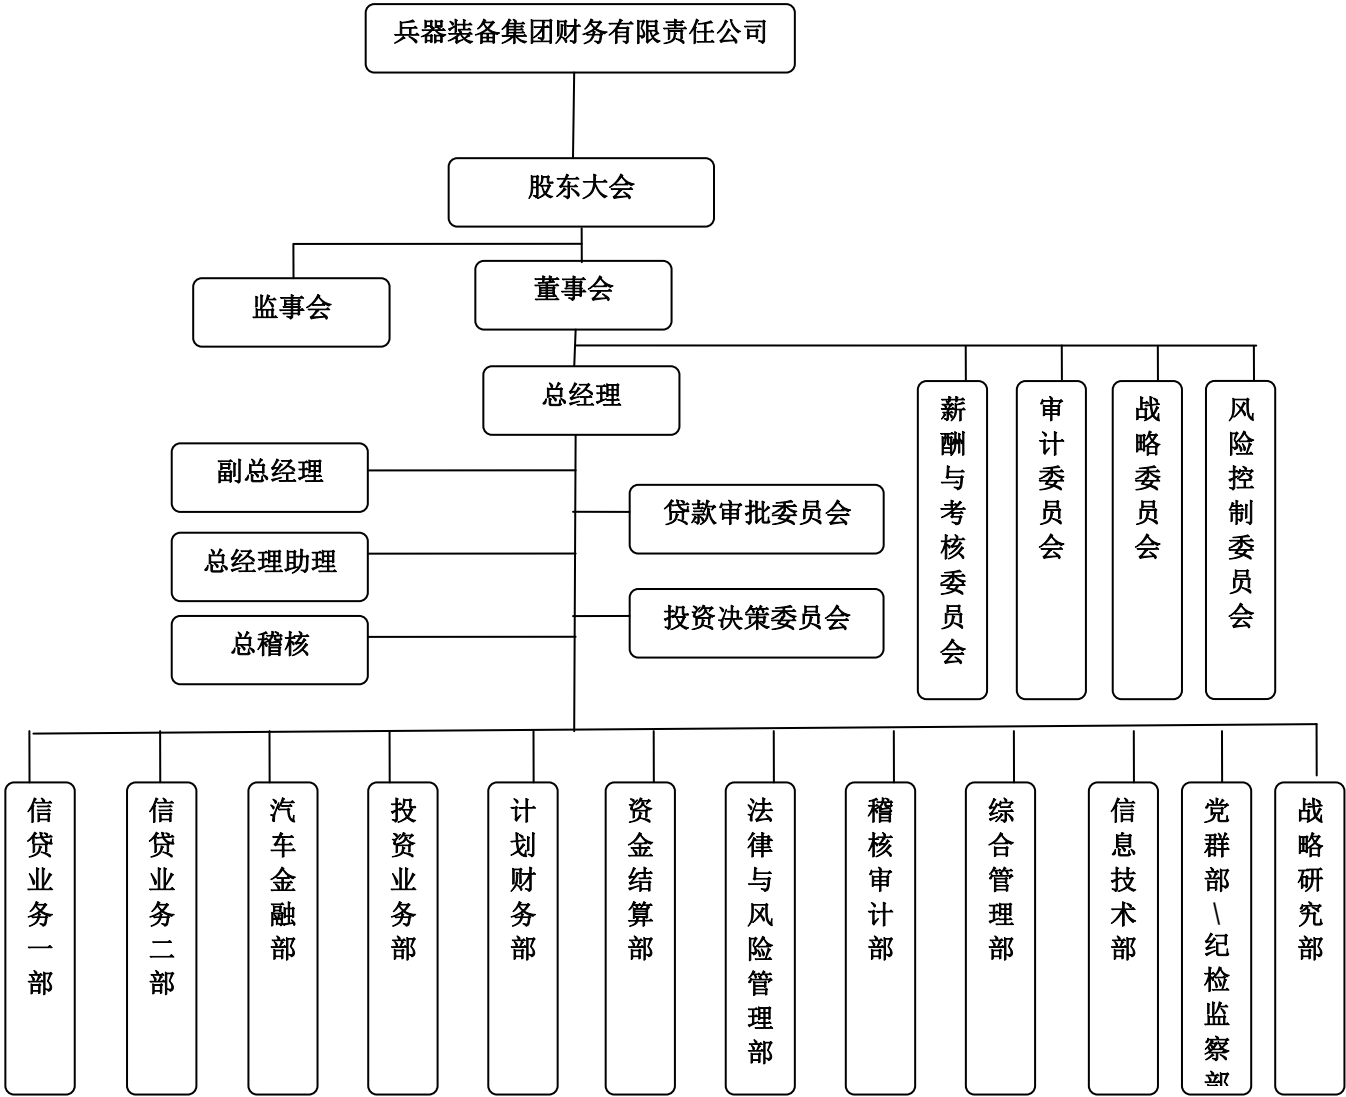 兵器装备集团财务有限责任公司
股东大会
监事会
董事会
总经理
薪酬与考核委员会
审计委员会
战略委员会
风险控制委员会
副总经理
贷款审批委员会
总经理助理
投资决策委员会
总稽核
信贷业务一部
信贷业务二部
汽车金融部
投资业务部
计划财务部
资金结算部
法律与风险管理部
稽核审计部
综合管理部
信息技术部
党群部\纪检监察部
战略研究部